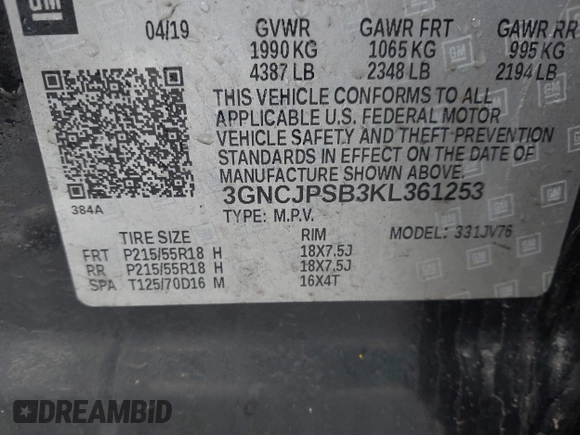 GM
04/19 GVWR GAWR FRT GAWR RR
1990 KG 1065 KG 995 KG
4387 LB 2348 LB 2194 LB
THIS VEHICLE CONFORMS TO ALL
APPLICABLE U.S. FEDERAL MOTOR
VEHICLE SAFETY AND THEFT PREVENTION
STANDARDS IN EFFECT ON THE DATE OF
MANUFACTURE SHOWN ABOVE.
384A
3GNCJPSB3KL361253
TYPE: M.P.V. MODEL: 331JV76
TIRE SIZE RIM
FRT P215/55R18 H 18X7.5J
RR P215/55R18 H 18X7.5J
SPA T125/70D16 M 16X4T
DREAMBID